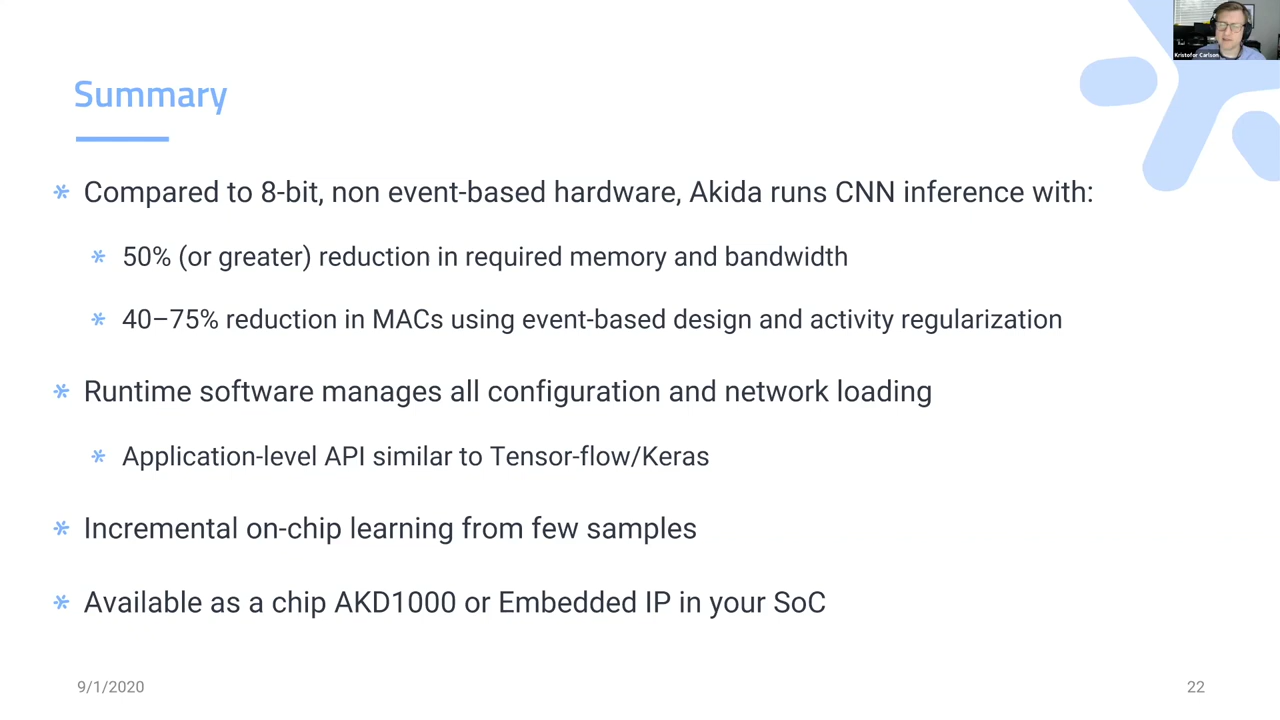 Kristofor Carlson
Summary
Compared to 8-bit, non event-based hardware, Akida runs CNN inference with:
50% (or greater) reduction in required memory and bandwidth
40–75% reduction in MACs using event-based design and activity regularization
Runtime software manages all configuration and network loading
Application-level API similar to Tensor-flow/Keras
Incremental on-chip learning from few samples
Available as a chip AKD1000 or Embedded IP in your SoC
9/1/2020
22